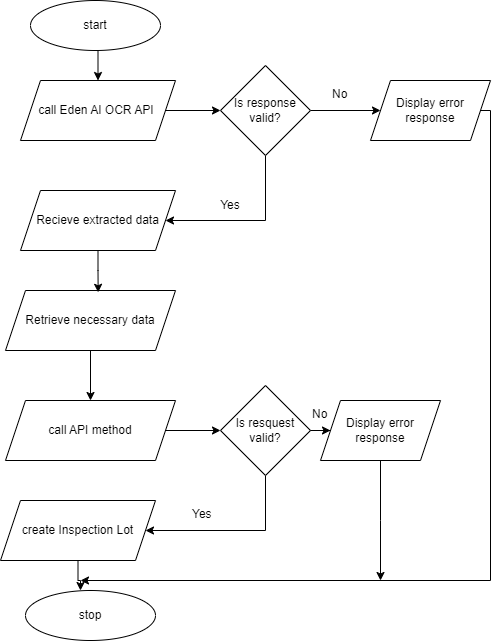 start
call Eden AI OCR API
Is response
valid?
No
Display error
response
Yes
Recieve extracted data
Retrieve necessary data
call API method
Is resquest
valid?
No
Display error
response
Yes
create Inspection Lot
stop